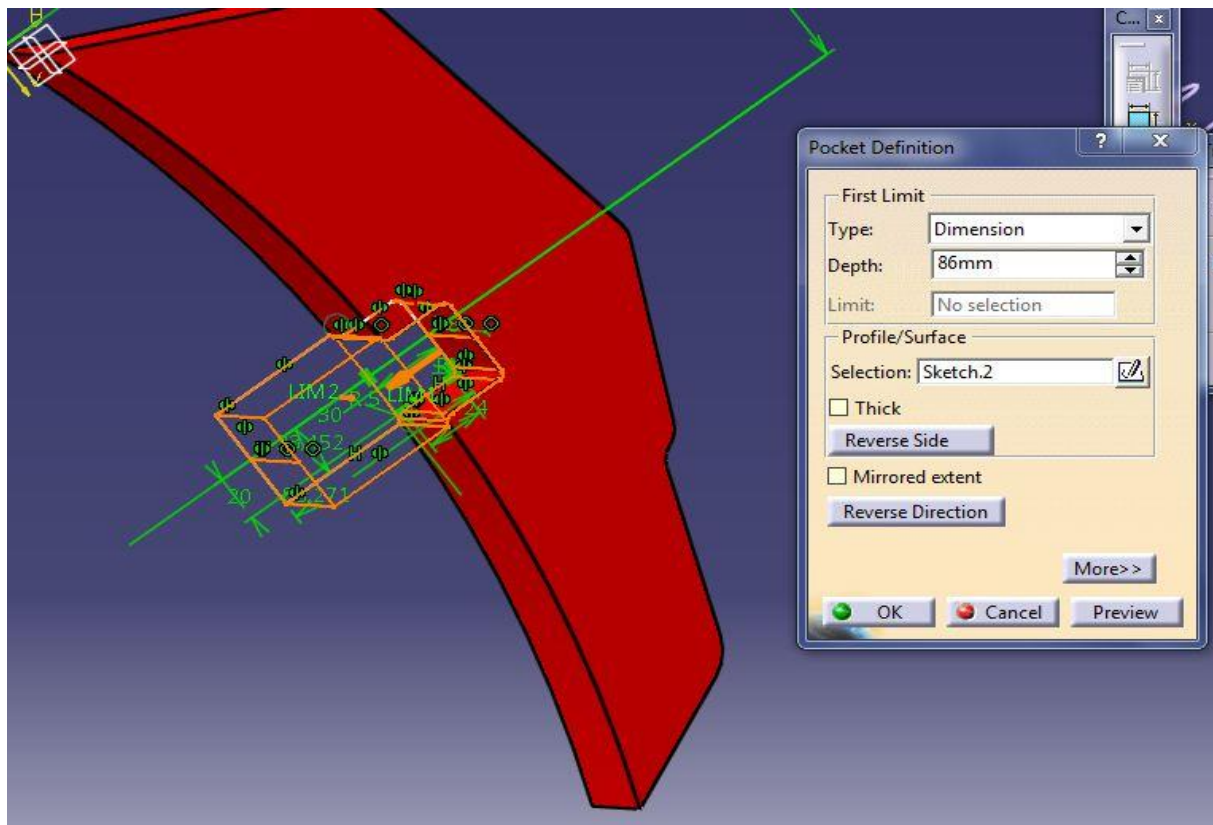 C...
Pocket Definition
First Limit
Type: Dimension
Depth: 86mm
Limit: No selection
Profile/Surface
Selection: Sketch.2
Thick
Reverse Side
Mirrored extent
Reverse Direction
More>>
OK Cancel Preview
H
LIM2
30
H
24
20